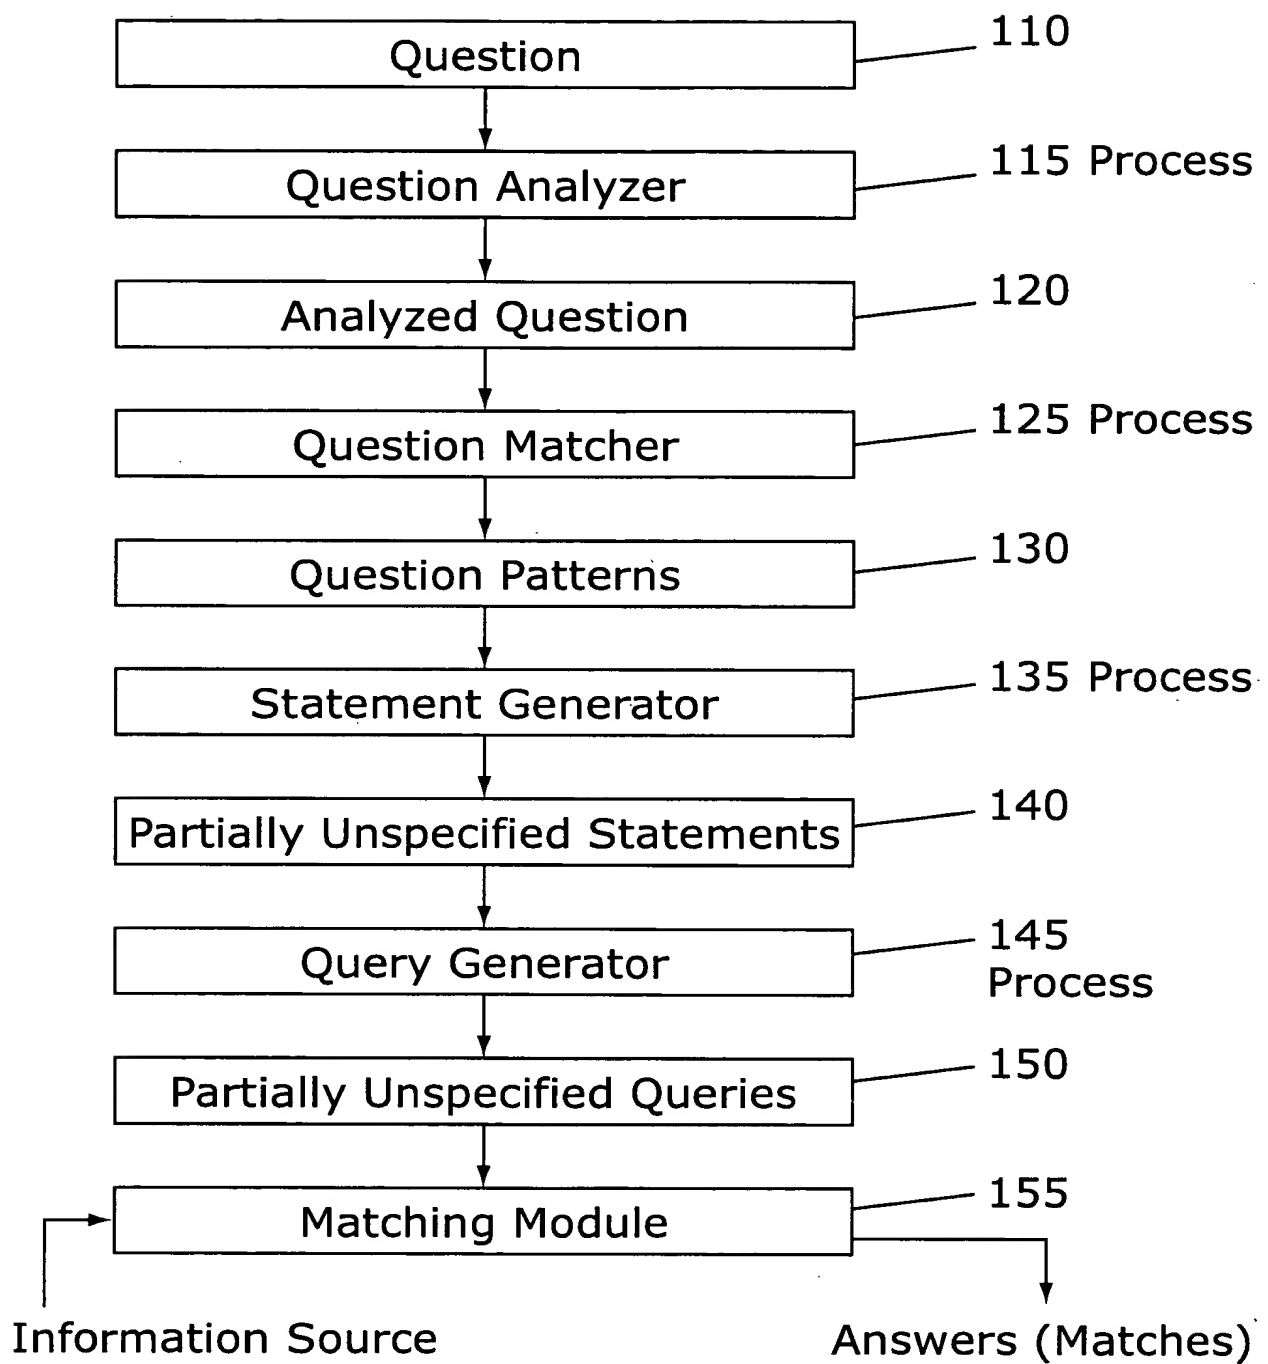 Question
110
Question Analyzer
115 Process
Analyzed Question
120
Question Matcher
125 Process
Question Patterns
130
Statement Generator
135 Process
Partially Unspecified Statements
140
Query Generator
145
Process
Partially Unspecified Queries
150
Matching Module
155
Information Source
Answers (Matches)